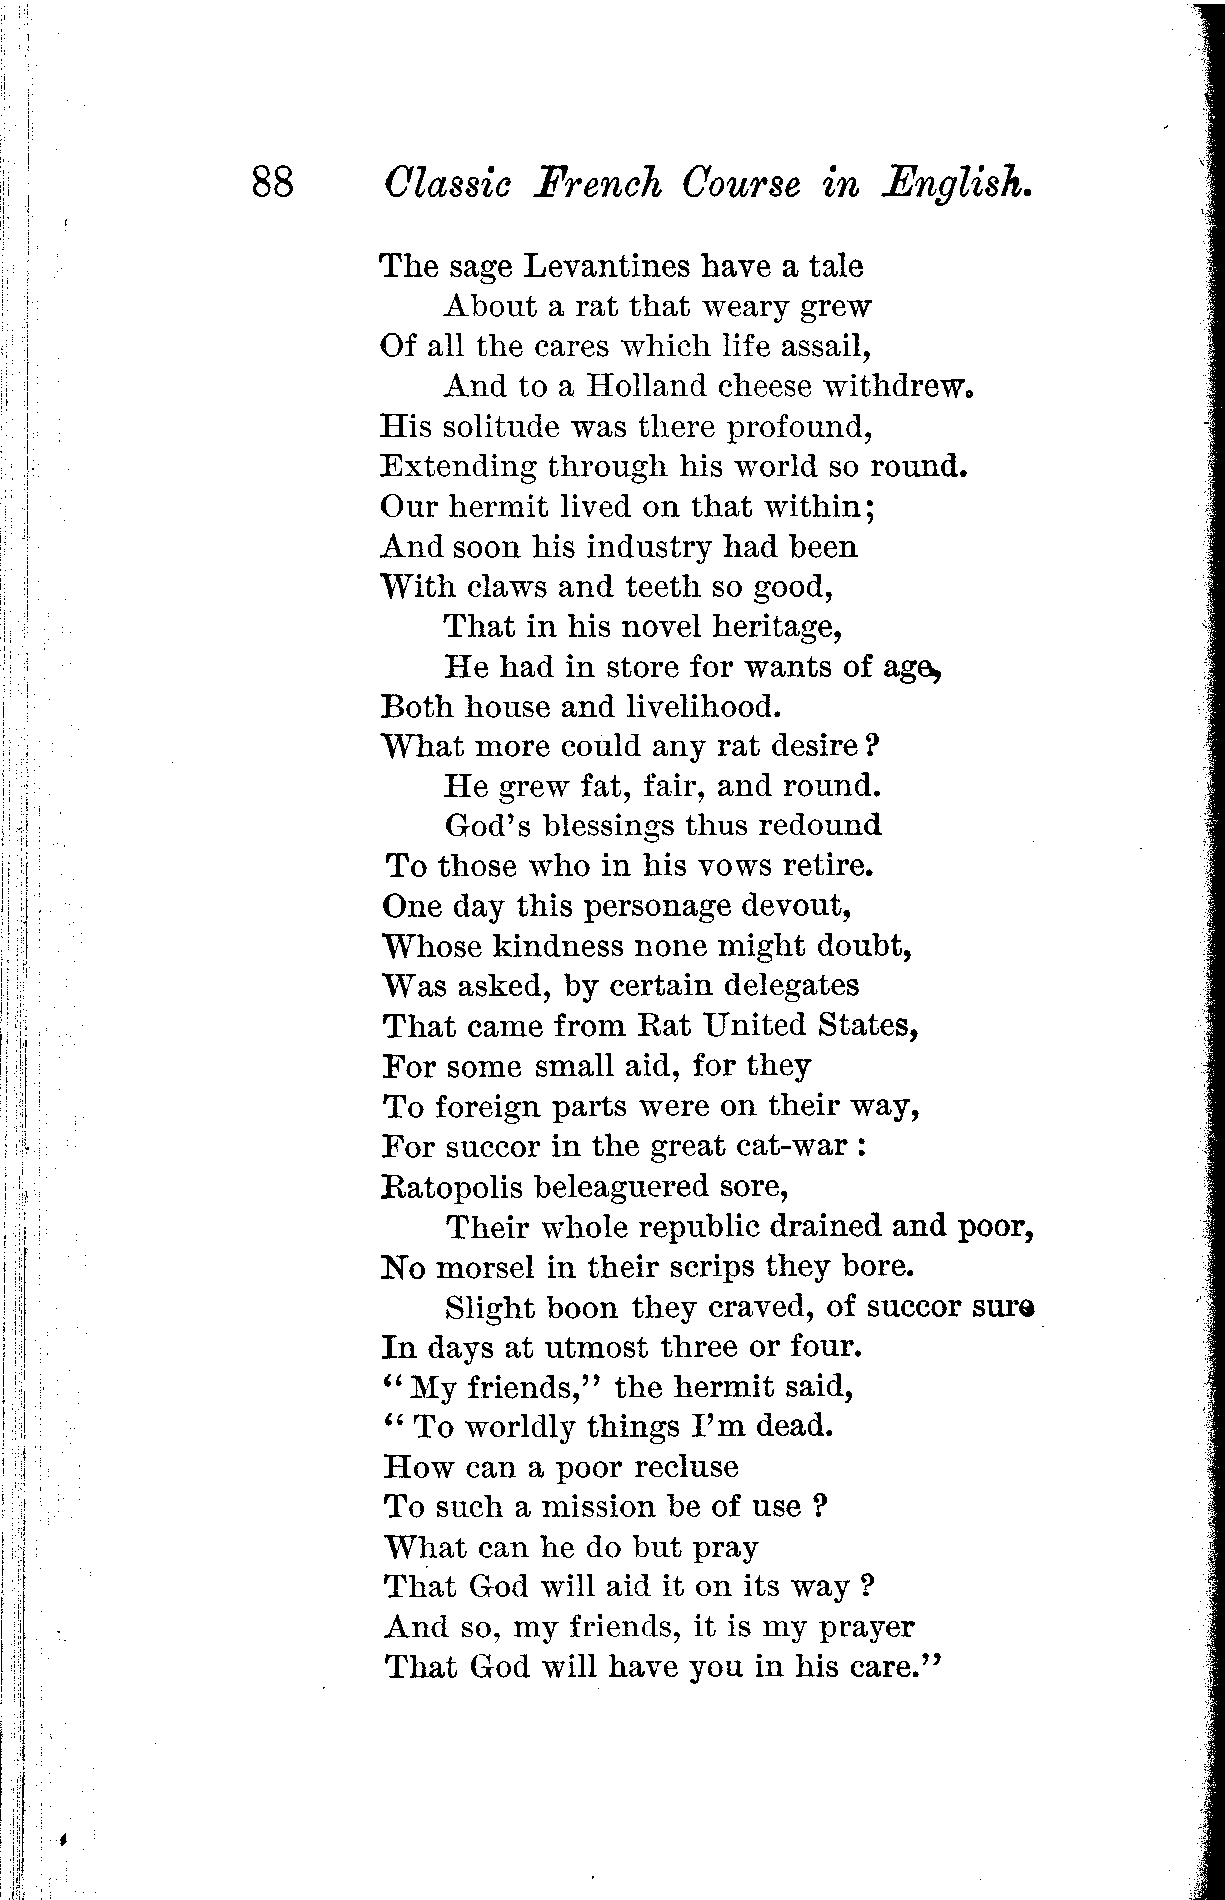 88 Classic French Course in English.
The sage Levantines have a tale
About a rat that weary grew
Of all the cares which life assail,
And to a Holland cheese withdrew.
His solitude was there profound,
Extending through his world so round.
Our hermit lived on that within;
And soon his industry had been
With claws and teeth so good,
That in his novel heritage,
He had in store for wants of age,
Both house and livelihood.
What more could any rat desire?
He grew fat, fair, and round.
God's blessings thus redound
To those who in his vows retire.
One day this personage devout,
Whose kindness none might doubt,
Was asked, by certain delegates
That came from Rat United States,
For some small aid, for they
To foreign parts were on their way,
For succor in the great cat-war:
Ratopolis beleaguered sore,
Their whole republic drained and poor,
No morsel in their scrips they bore.
Slight boon they craved, of succor sure
In days at utmost three or four.
"My friends," the hermit said,
"To worldly things I'm dead.
How can a poor recluse
To such a mission be of use?
What can he do but pray
That God will aid it on its way?
And so, my friends, it is my prayer
That God will have you in his care."